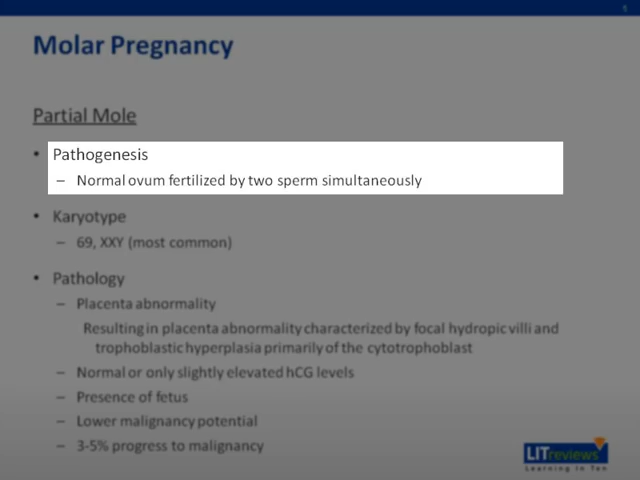 5
Molar Pregnancy
Partial Mole
• Pathogenesis
– Normal ovum fertilized by two sperm simultaneously
• Karyotype
– 69, XXY (most common)
• Pathology
– Placenta abnormality
Resulting in placenta abnormality characterized by focal hydropic villi and
trophoblastic hyperplasia primarily of the cytotrophoblast
– Normal or only slightly elevated hCG levels
– Presence of fetus
– Lower malignancy potential
– 3-5% progress to malignancy
LITreviews
Learning In Ten